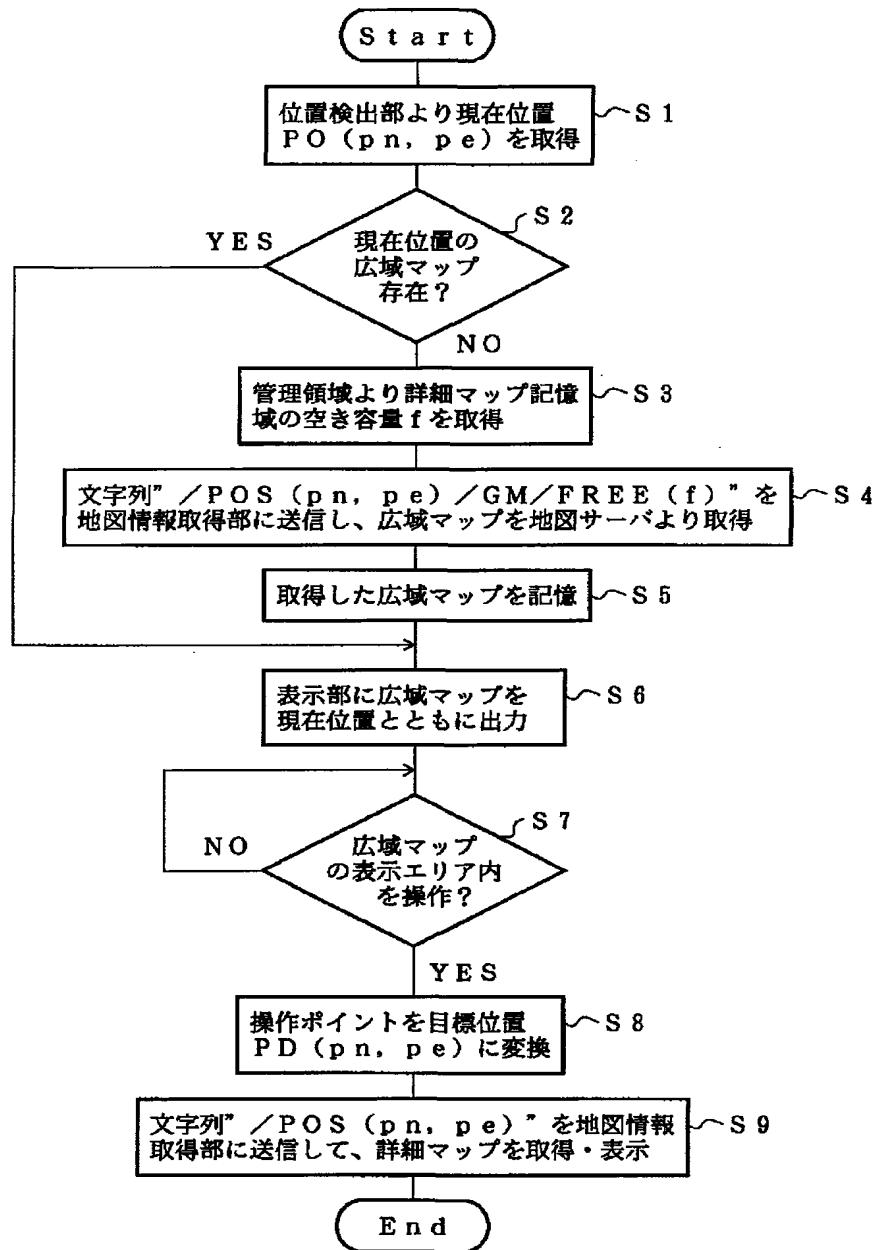 Start
位置検出部より現在位置
PO(pn,pe)を取得
S1
S2
YES
現在位置の
広域マップ
存在?
NO
管理領域より詳細マップ記憶
域の空き容量fを取得
S3
文字列”/POS(pn,pe)/GM/FREE(f)”を
地図情報取得部に送信し、広域マップを地図サーバより取得
S4
取得した広域マップを記憶
S5
表示部に広域マップを
現在位置とともに出力
S6
S7
NO
広域マップ
の表示エリア内
を操作?
YES
操作ポイントを目標位置
PD(pn,pe)に変換
S8
文字列”/POS(pn,pe)”を地図情報
取得部に送信して、詳細マップを取得・表示
S9
End